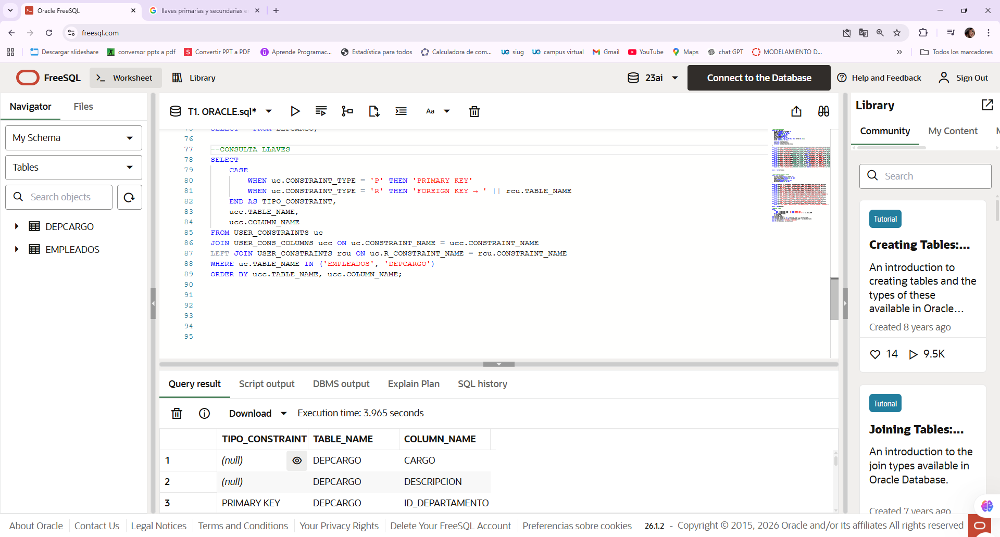 Oracle FreeSQL
llaves primarias y secundarias e
freesql.com
Descargar slideshare
conversor pptx a pdf
Convertir PPT a PDF
Aprende Programac...
Estadística para todos
Calculadora de com...
siug
campus virtual
Gmail
YouTube
Maps
chat GPT
MODELAMIENTO D...
Todos los marcadores
FreeSQL
Worksheet
Library
23ai
Connect to the Database
Help and Feedback
Sign Out
Navigator
Files
My Schema
Tables
Search objects
DEPCARGO
EMPLEADOS
T1. ORACLE.sql*
Aa
76
77 --CONSULTA LLAVES
78 SELECT
79 CASE
80 WHEN uc.CONSTRAINT_TYPE = 'P' THEN 'PRIMARY KEY'
81 WHEN uc.CONSTRAINT_TYPE = 'R' THEN 'FOREIGN KEY → ' || rcu.TABLE_NAME
82 END AS TIPO_CONSTRAINT,
83 ucc.TABLE_NAME,
84 ucc.COLUMN_NAME
85 FROM USER_CONSTRAINTS uc
86 JOIN USER_CONS_COLUMNS ucc ON uc.CONSTRAINT_NAME = ucc.CONSTRAINT_NAME
87 LEFT JOIN USER_CONSTRAINTS rcu ON uc.R_CONSTRAINT_NAME = rcu.CONSTRAINT_NAME
88 WHERE uc.TABLE_NAME IN ('EMPLEADOS', 'DEPCARGO')
89 ORDER BY ucc.TABLE_NAME, ucc.COLUMN_NAME;
90
91
92
93
94
95
Query result
Script output
DBMS output
Explain Plan
SQL history
Download
Execution time: 3.965 seconds
TIPO_CONSTRAINT TABLE_NAME COLUMN_NAME
1 (null) DEPCARGO CARGO
2 (null) DEPCARGO DESCRIPCION
3 PRIMARY KEY DEPCARGO ID_DEPARTAMENTO
Library
Community
My Content
Search
Tutorial
Creating Tables:...
An introduction to
creating tables and the
types of these
available in Oracle...
Created 8 years ago
14
9.5K
Tutorial
Joining Tables:...
An introduction to the
join types available in
Oracle Database.
Created 7 years ago
About Oracle
Contact Us
Legal Notices
Terms and Conditions
Your Privacy Rights
Delete Your FreeSQL Account
Preferencias sobre cookies
26.1.2 - Copyright © 2015, 2026 Oracle and/or its affiliates All rights reserved